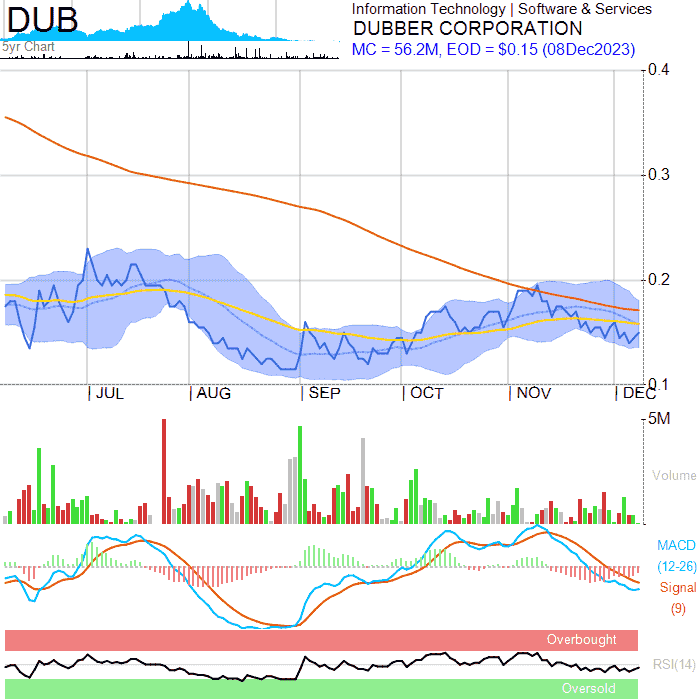 DUB
5yr Chart
Information Technology | Software & Services
DUBBER CORPORATION
MC = 56.2M, EOD = $0.15 (08Dec2023)
0.4
0.3
0.2
0.1
| JUL | AUG | SEP | OCT | NOV | DEC
5M
Volume
MACD
(12-26)
Signal
(9)
Overbought
RSI(14)
Oversold